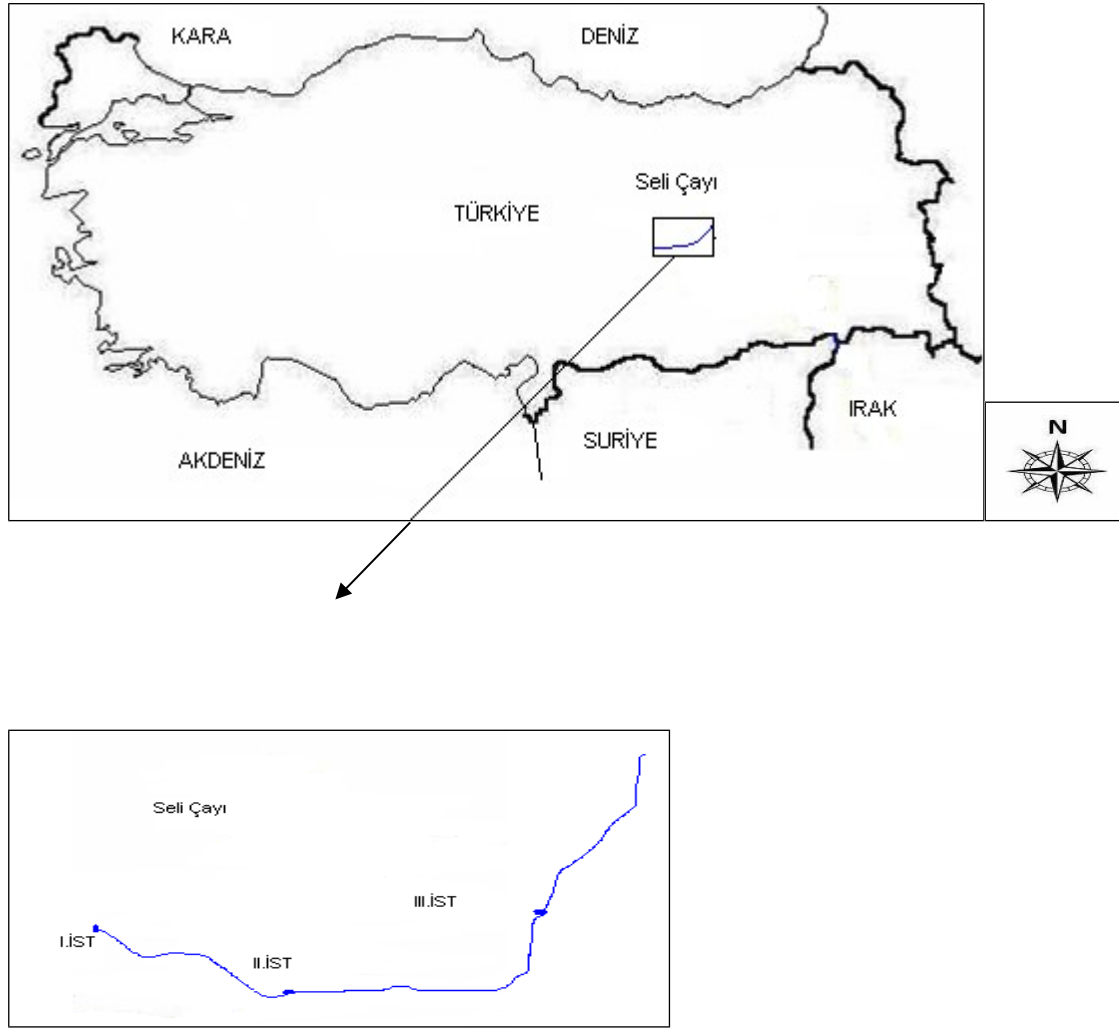 KARA DENİZ
Seli Çayı
TÜRKİYE
IRAK
SURİYE
AKDENİZ
N
Seli Çayı
III.İST
I.İST
II.İST